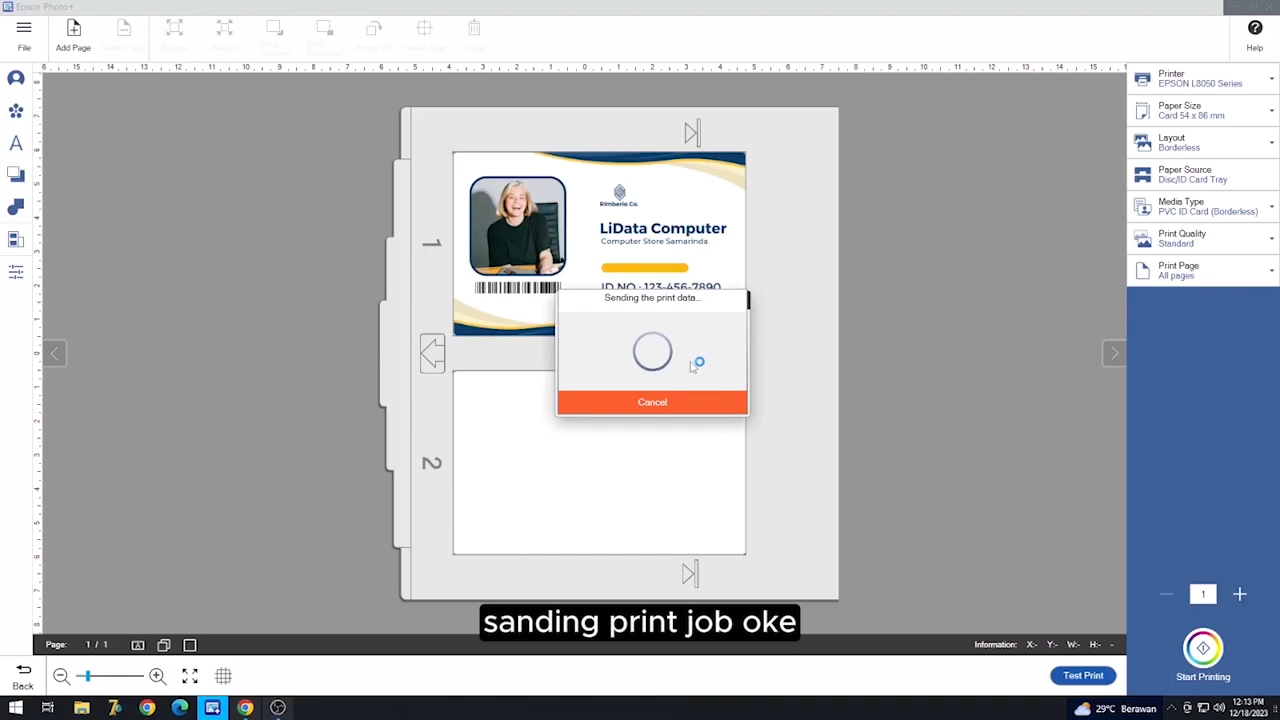 Epson Photo+
File
Add Page
Help
Printer
EPSON L8050 Series
Paper Size
Card 54 x 86 mm
Layout
Borderless
Paper Source
Disc/ID Card Tray
Media Type
PVC ID Card (Borderless)
Print Quality
Standard
Print Page
All pages
1
Rimberio Co.
LiData Computer
Computer Store Samarinda
ID NO : 123-456-7890
Sending the print data...
Cancel
2
sanding print job oke
Page: 1 / 1
Information: X:- Y:- W:- H:- -
1
Start Printing
Back
Test Print
29°C Berawan
12:13 PM
12/18/2023